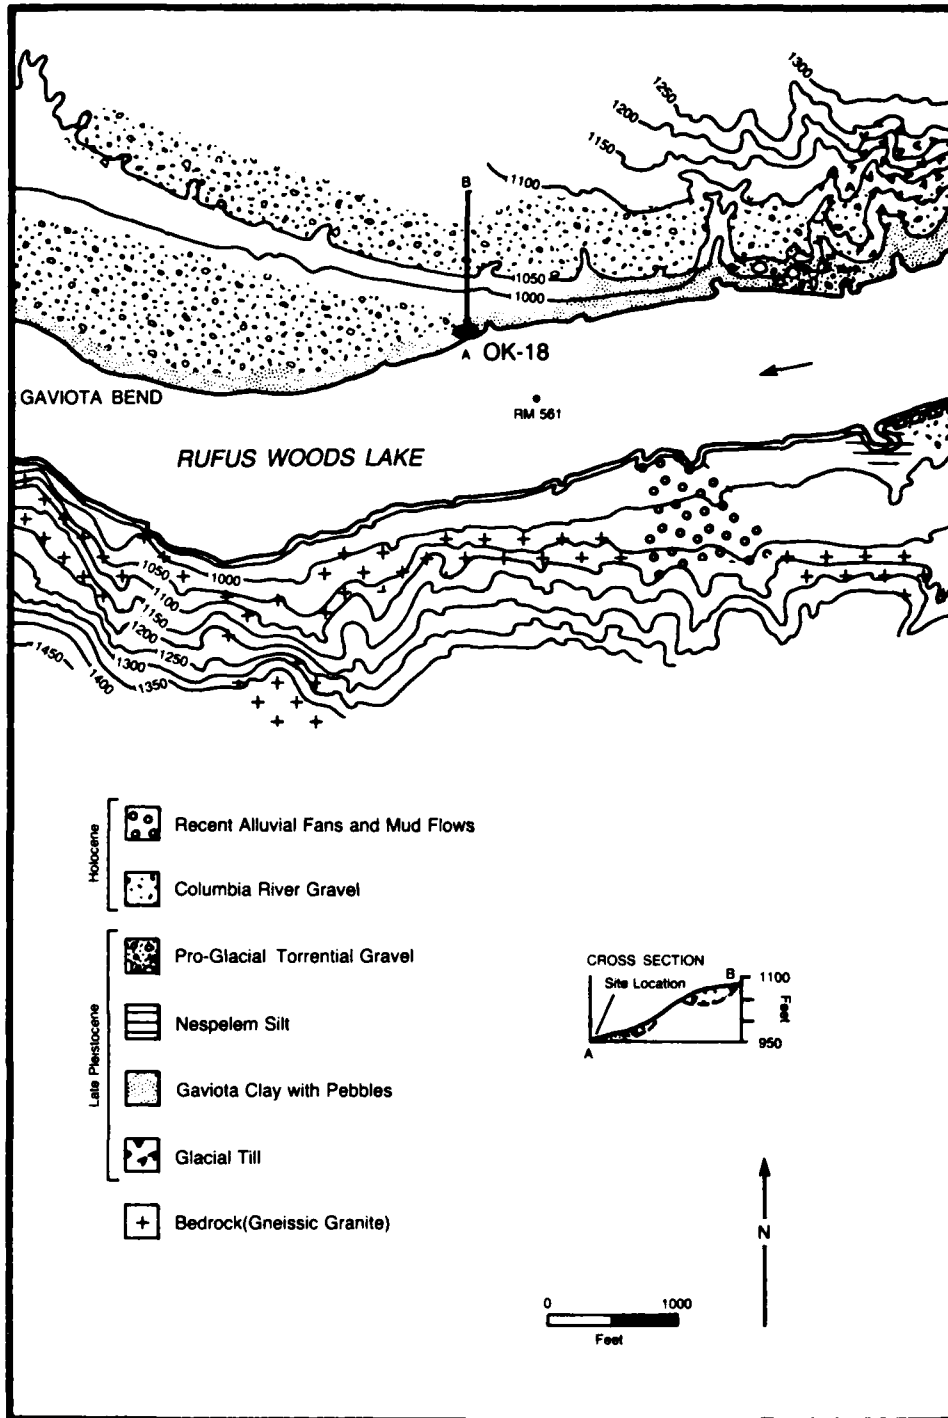 1300
1250
1200
1150
1100
B
1050
1000
A OK-18
GAVIOTA BEND
RM 561
RUFUS WOODS LAKE
1000
1050
1100
1150
1200
1250
1300
1350
1400
1450
Holocene
Recent Alluvial Fans and Mud Flows
Columbia River Gravel
Late Pleistocene
Pro-Glacial Torrential Gravel
Nespelem Silt
Gaviota Clay with Pebbles
Glacial Till
Bedrock(Gneissic Granite)
CROSS SECTION
Site Location
B
1100
Feet
950
A
N
0 1000
Feet